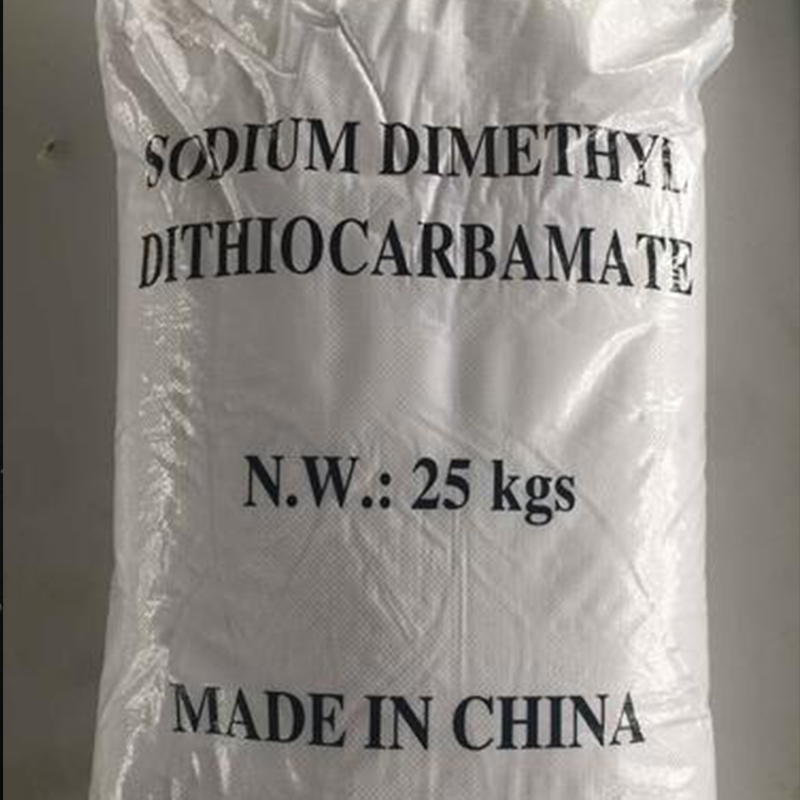 SODIUM DIMETHYL
DITHIOCARBAMATE
N.W.: 25 kgs
MADE IN CHINA